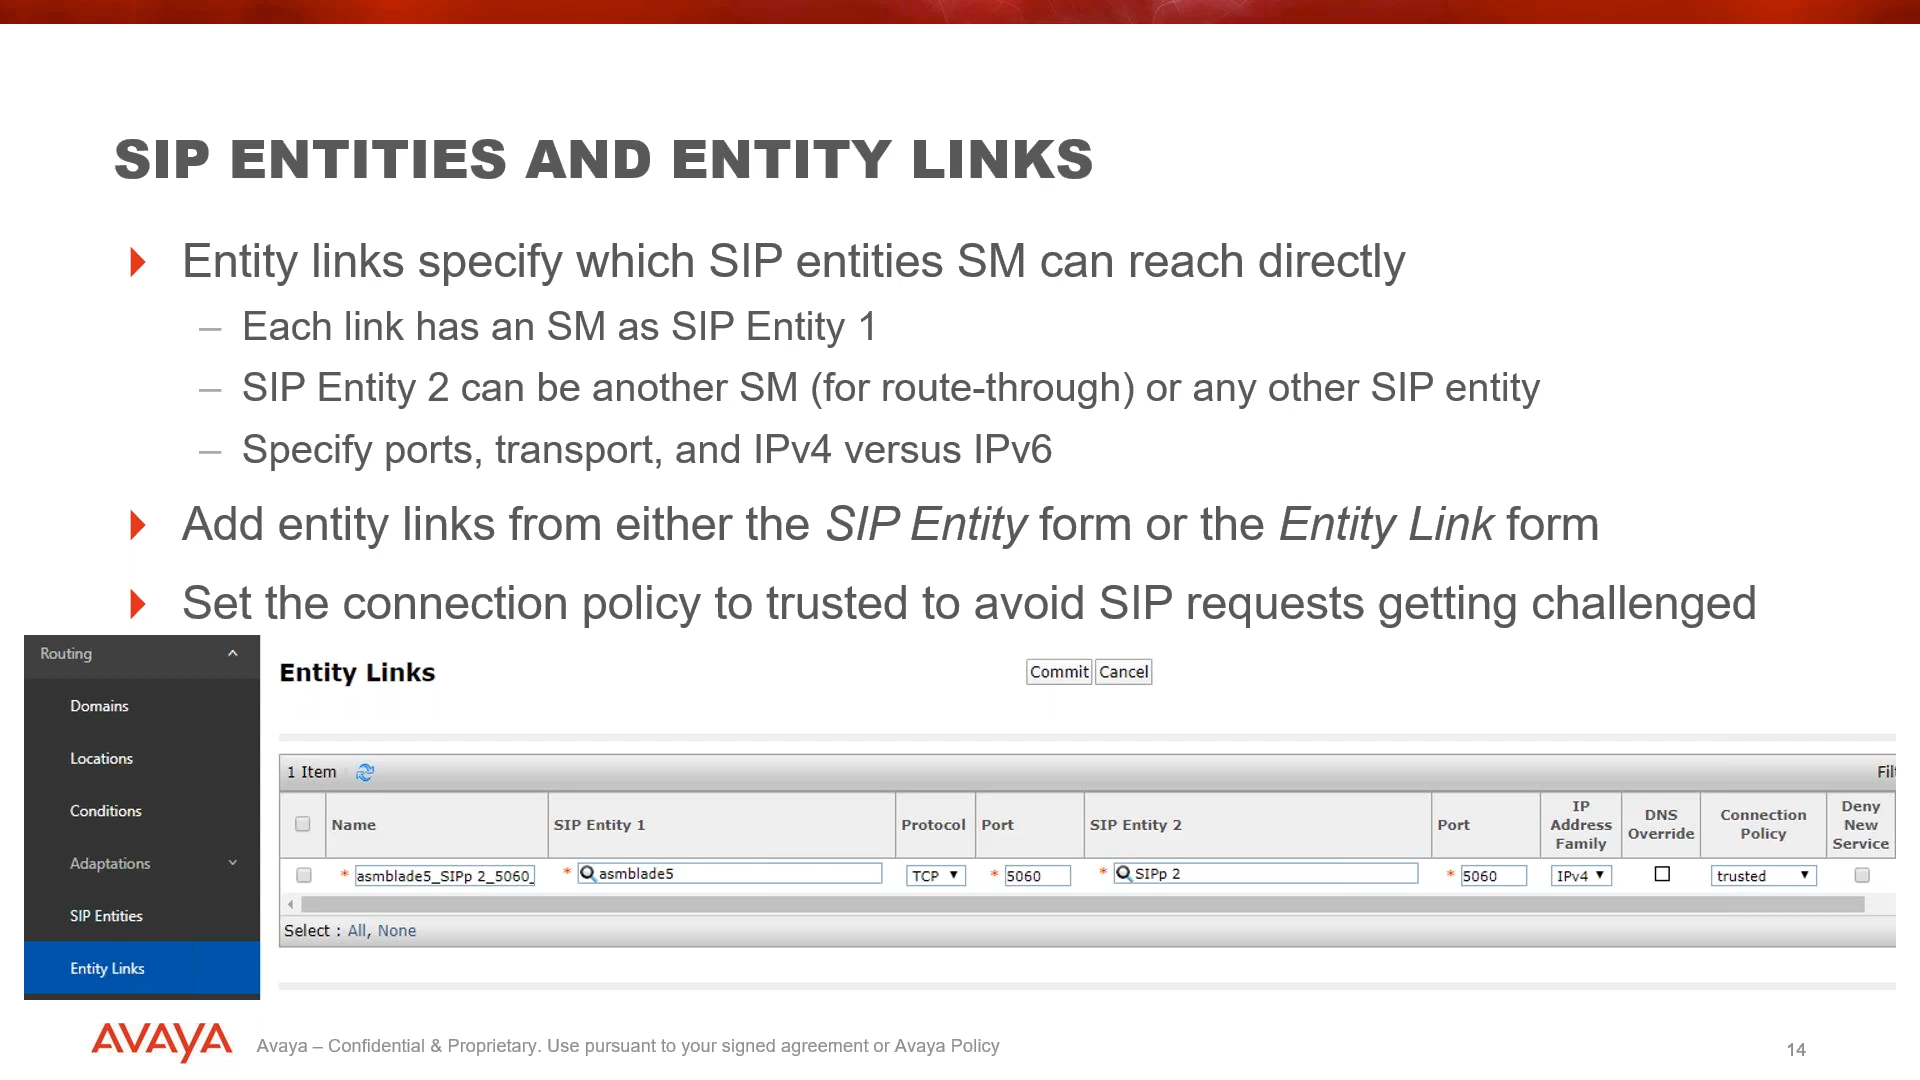 SIP ENTITIES AND ENTITY LINKS
Entity links specify which SIP entities SM can reach directly
– Each link has an SM as SIP Entity 1
– SIP Entity 2 can be another SM (for route-through) or any other SIP entity
– Specify ports, transport, and IPv4 versus IPv6
Add entity links from either the SIP Entity form or the Entity Link form
Set the connection policy to trusted to avoid SIP requests getting challenged
Routing
Domains
Locations
Conditions
Adaptations
SIP Entities
Entity Links
Entity Links Commit Cancel
1 Item Filt
Name SIP Entity 1 Protocol Port SIP Entity 2 Port IP Address Family DNS Override Connection Policy Deny New Service
* asmblade5_SIPp 2_5060_ * asmblade5 TCP * 5060 * SIPp 2 * 5060 IPv4 trusted
Select : All, None
AVAYA Avaya – Confidential & Proprietary. Use pursuant to your signed agreement or Avaya Policy 14